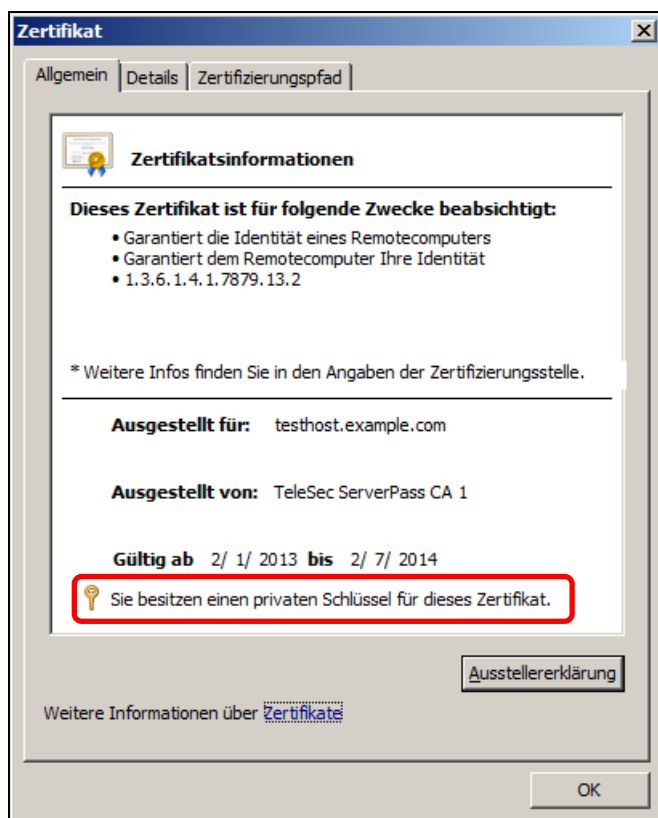 Zertifikat
Allgemein Details Zertifizierungspfad
Zertifikatsinformationen
Dieses Zertifikat ist für folgende Zwecke beabsichtigt:
• Garantiert die Identität eines Remotecomputers
• Garantiert dem Remotecomputer Ihre Identität
• 1.3.6.1.4.1.7879.13.2
* Weitere Infos finden Sie in den Angaben der Zertifizierungsstelle.
Ausgestellt für: testhost.example.com
Ausgestellt von: TeleSec ServerPass CA 1
Gültig ab 2/ 1/ 2013 bis 2/ 7/ 2014
Sie besitzen einen privaten Schlüssel für dieses Zertifikat.
Ausstellererklärung
Weitere Informationen über Zertifikate
OK